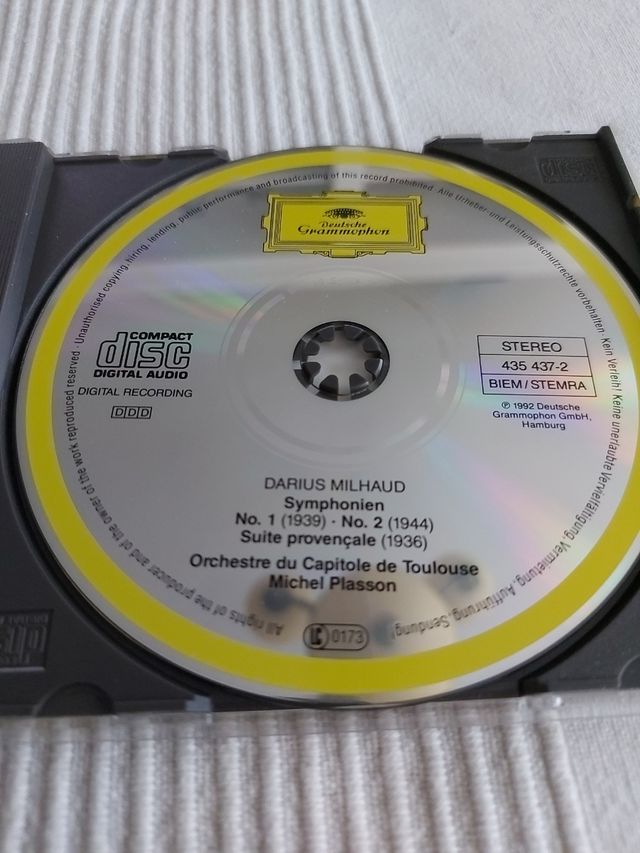 Unauthorised copying, hiring, lending, public performance and broadcasting of this record prohibited · Alle Urheber- und Leistungsschutzrechte vorbehalten · Kein Verleih! Keine unerlaubte Vervielfältigung, Vermietung, Aufführung, Sendung!
Deutsche
Grammophon
COMPACT
disc
DIGITAL AUDIO
DIGITAL RECORDING
DDD
STEREO
435 437-2
BIEM/STEMRA
℗ 1992 Deutsche
Grammophon GmbH,
Hamburg
DARIUS MILHAUD
Symphonien
No. 1 (1939) · No. 2 (1944)
Suite provençale (1936)
Orchestre du Capitole de Toulouse
Michel Plasson
LC 0173
All rights of the producer and of the owner of the work reproduced reserved ·